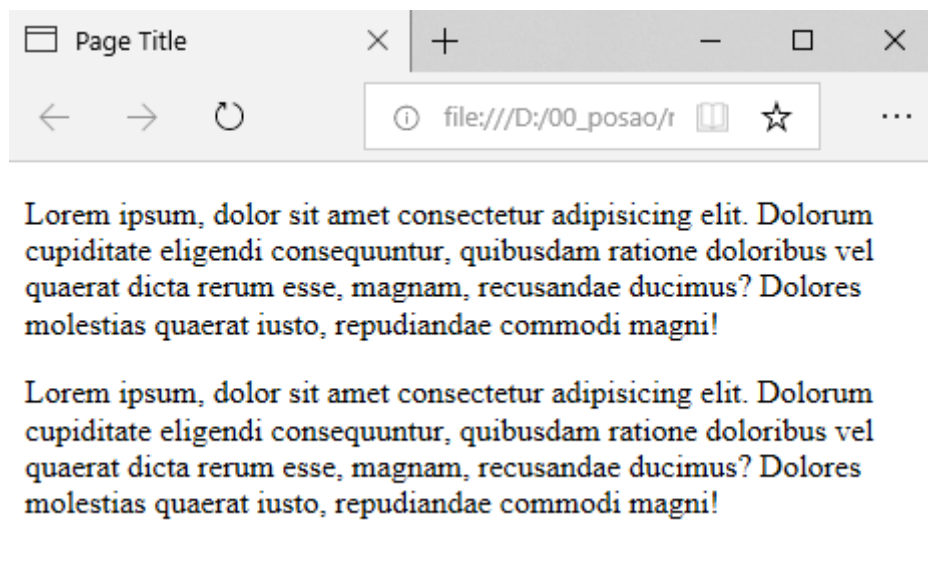 Page Title
file:///D:/00_posao/r
Lorem ipsum, dolor sit amet consectetur adipisicing elit. Dolorum
cupiditate eligendi consequuntur, quibusdam ratione doloribus vel
quaerat dicta rerum esse, magnam, recusandae ducimus? Dolores
molestias quaerat iusto, repudiandae commodi magni!
Lorem ipsum, dolor sit amet consectetur adipisicing elit. Dolorum
cupiditate eligendi consequuntur, quibusdam ratione doloribus vel
quaerat dicta rerum esse, magnam, recusandae ducimus? Dolores
molestias quaerat iusto, repudiandae commodi magni!